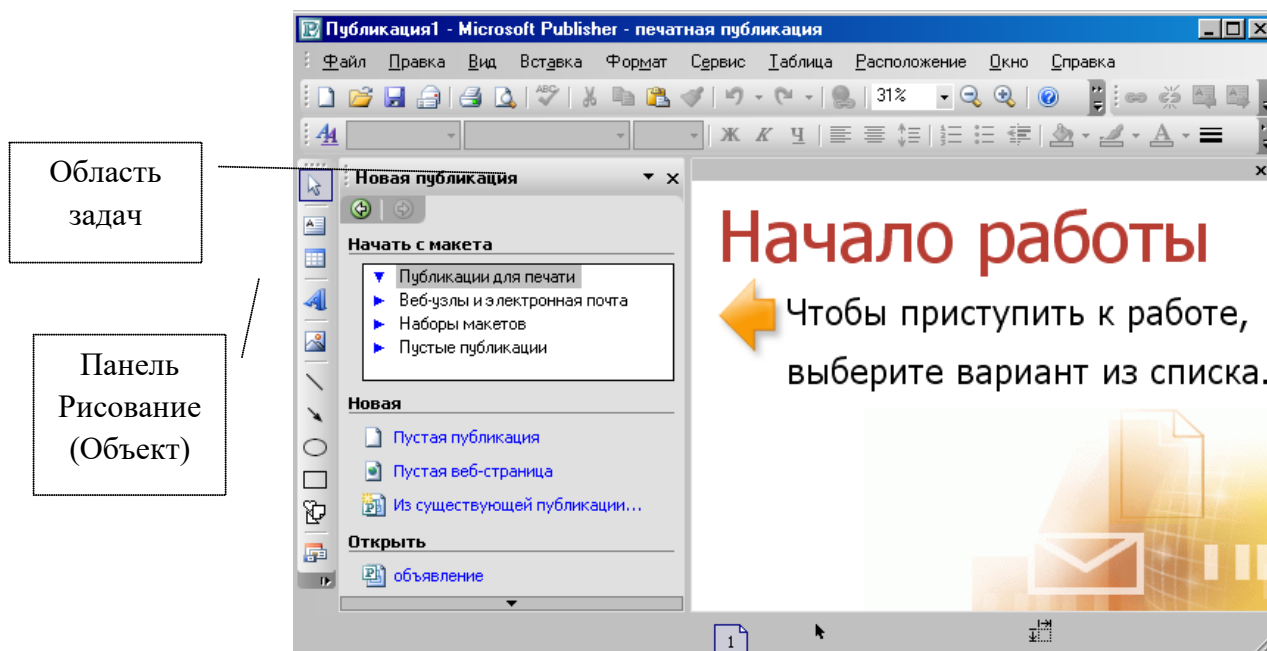 Публикация1 - Microsoft Publisher - печатная публикация
Файл Правка Вид Вставка Формат Сервис Таблица Расположение Окно Справка
ABC 31%
Ж К Ч
Область
задач
Панель
Рисование
(Объект)
Новая публикация
Начать с макета
Публикации для печати
Веб-узлы и электронная почта
Наборы макетов
Пустые публикации
Новая
Пустая публикация
Пустая веб-страница
Из существующей публикации...
Открыть
объявление
Начало работы
Чтобы приступить к работе,
выберите вариант из списка.
1